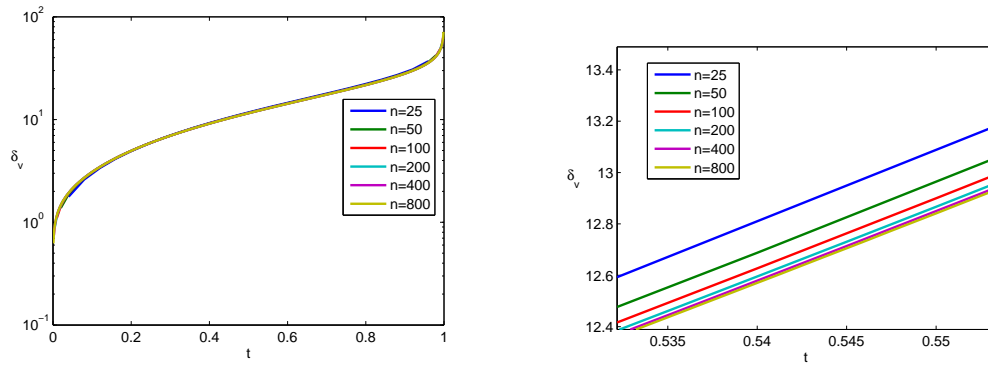 10^2
10^1
10^0
10^−1
δ_v
0 0.2 0.4 0.6 0.8 1
t
n=25
n=50
n=100
n=200
n=400
n=800
13.4
13.2
13
12.8
12.6
12.4
δ_v
0.535 0.54 0.545 0.55
t
n=25
n=50
n=100
n=200
n=400
n=800